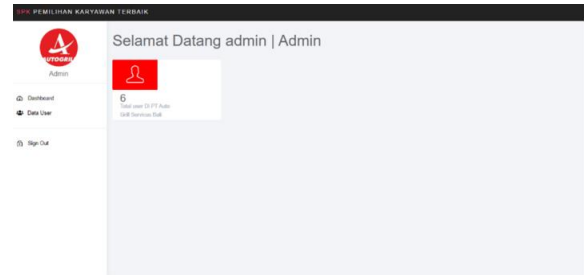 SPK PEMILIHAN KARYAWAN TERBAIK
AUTOGRILL
Admin
Dashboard
Data User
Sign Out
Selamat Datang admin | Admin
6
Total user Di PT Auto
Grill Services Bali